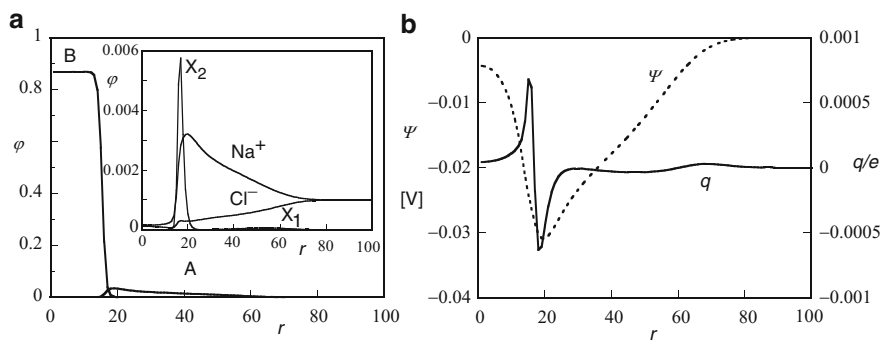 a
1
0.8
0.6
0.4
0.2
0
φ
B
A
0 20 40 60 80 100
r
0.006
0.004
0.002
0
φ
X2
Na+
Cl−
X1
0 20 40 60 80 100
r
b
0
−0.01
−0.02
−0.03
−0.04
Ψ
[V]
Ψ
q
0.001
0.0005
0
−0.0005
−0.001
q/e
0 20 40 60 80 100
r